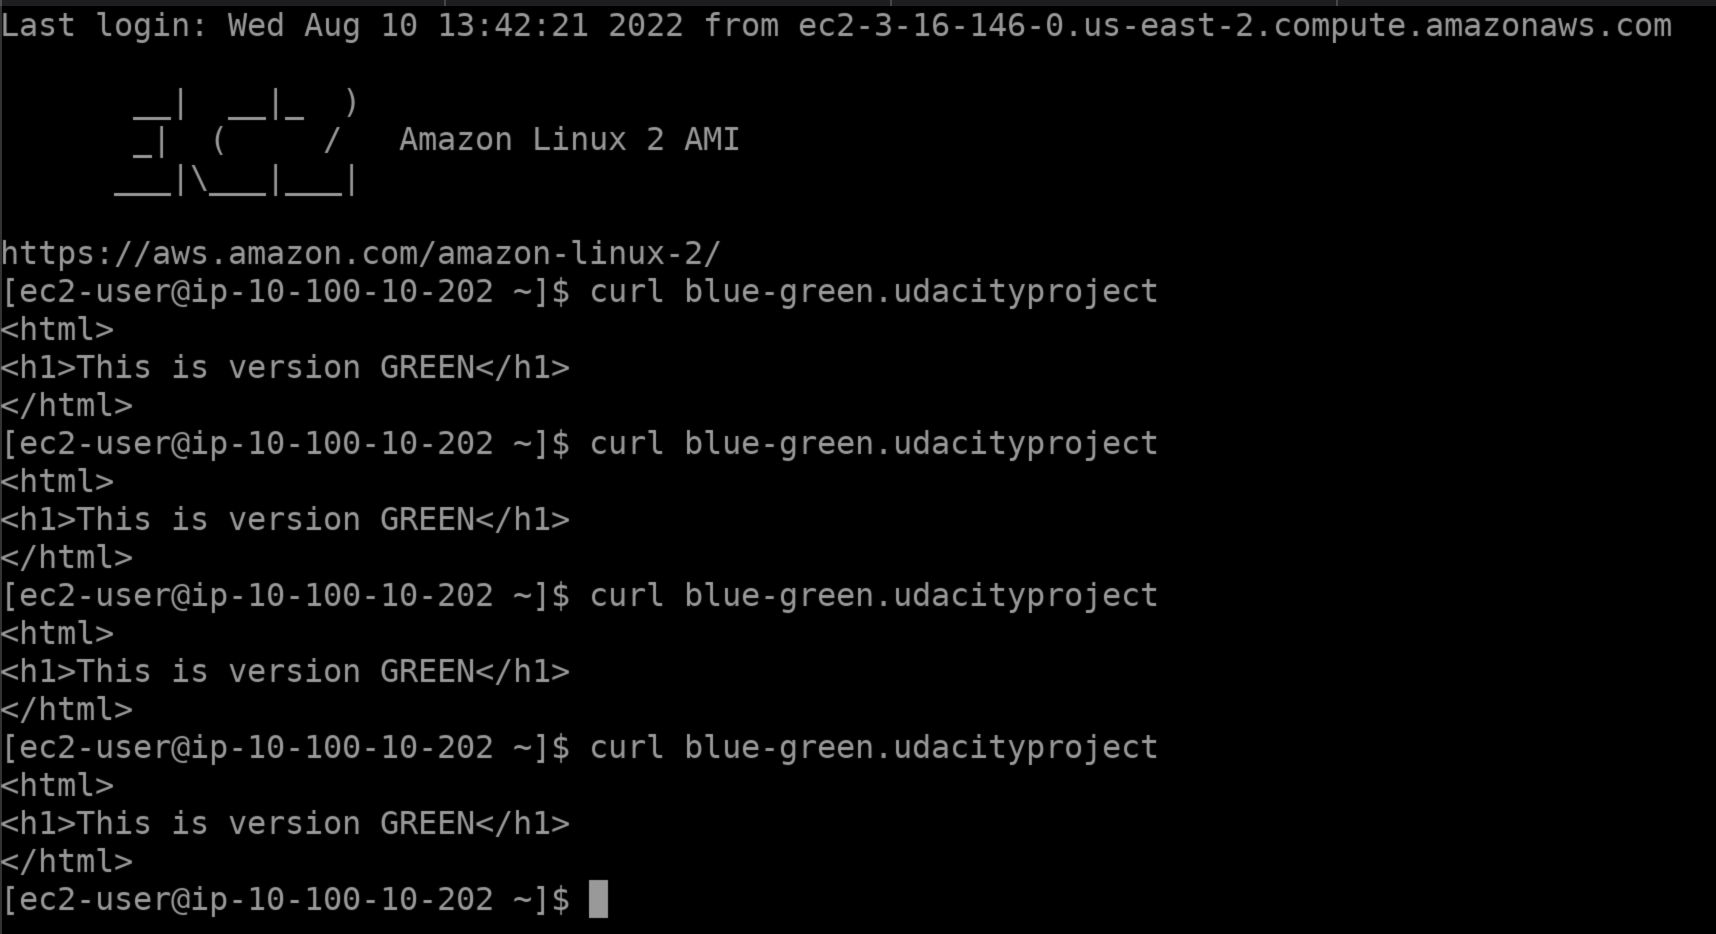 Last login: Wed Aug 10 13:42:21 2022 from ec2-3-16-146-0.us-east-2.compute.amazonaws.com

       __|  __|_  )
       _|  (     /   Amazon Linux 2 AMI
      ___|\___|___|

https://aws.amazon.com/amazon-linux-2/
[ec2-user@ip-10-100-10-202 ~]$ curl blue-green.udacityproject
<html>
<h1>This is version GREEN</h1>
</html>
[ec2-user@ip-10-100-10-202 ~]$ curl blue-green.udacityproject
<html>
<h1>This is version GREEN</h1>
</html>
[ec2-user@ip-10-100-10-202 ~]$ curl blue-green.udacityproject
<html>
<h1>This is version GREEN</h1>
</html>
[ec2-user@ip-10-100-10-202 ~]$ curl blue-green.udacityproject
<html>
<h1>This is version GREEN</h1>
</html>
[ec2-user@ip-10-100-10-202 ~]$